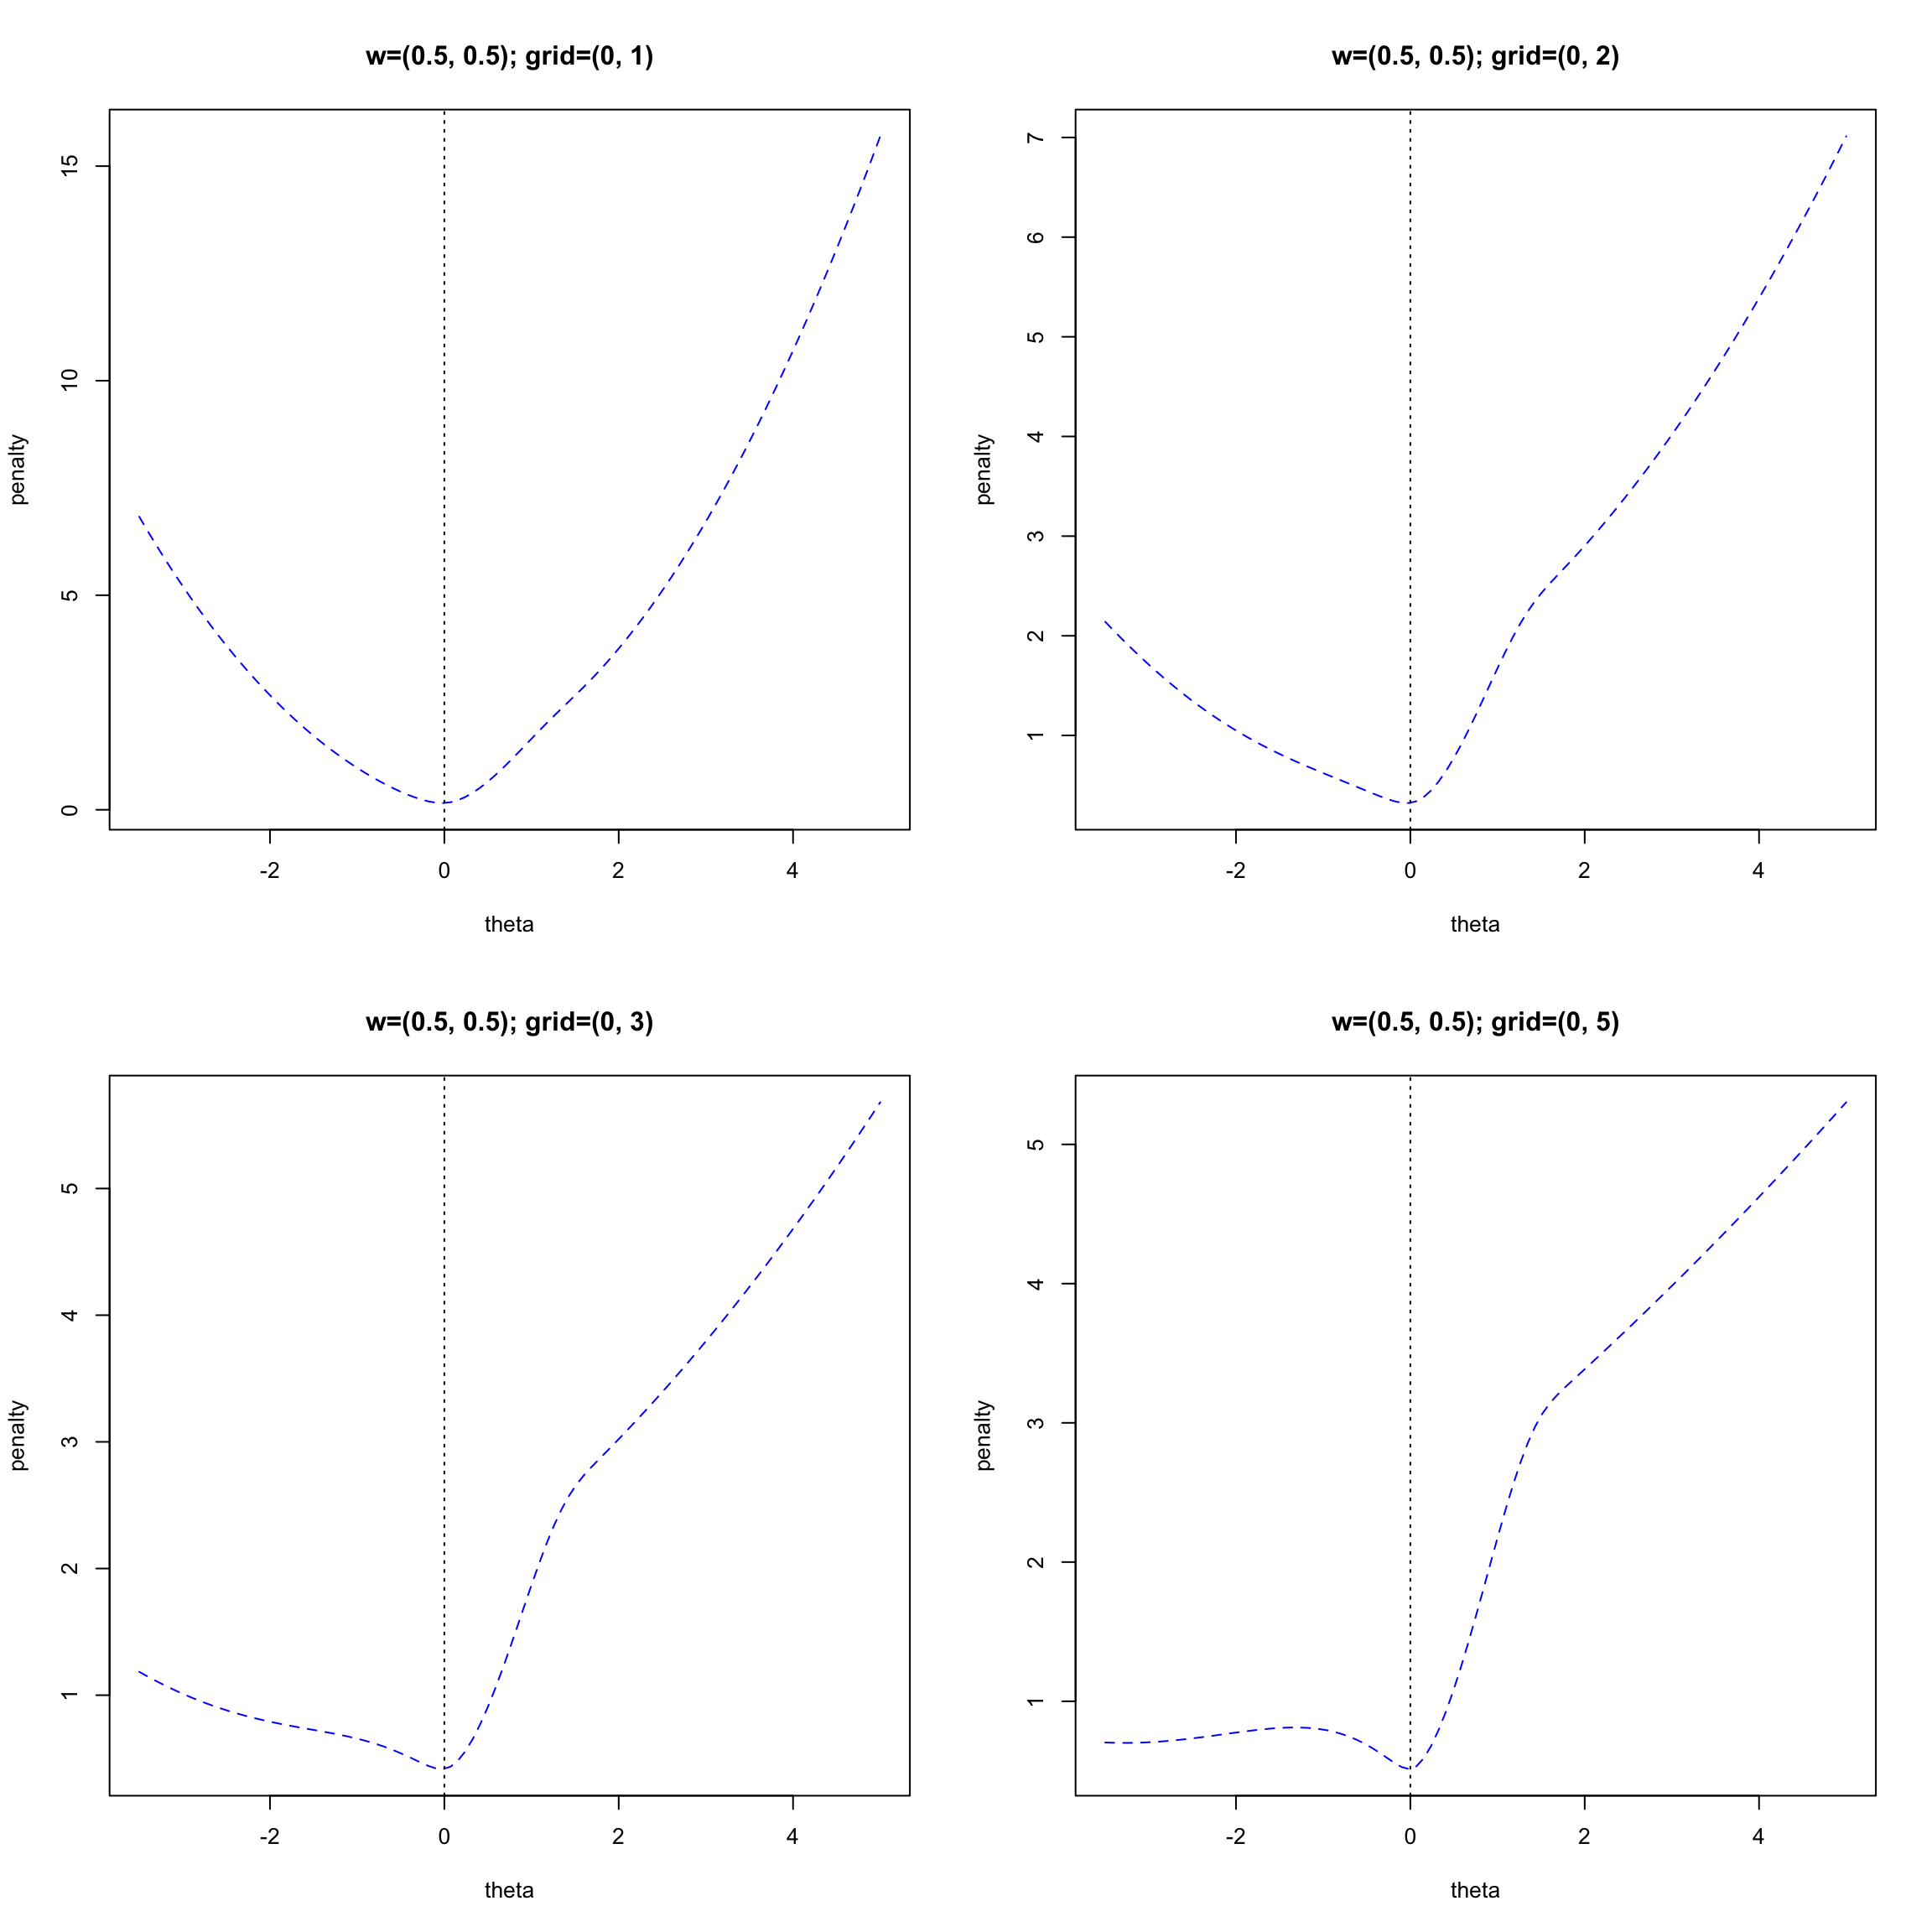 w=(0.5, 0.5); grid=(0, 1)
penalty
15
10
5
0
-2 0 2 4
theta
w=(0.5, 0.5); grid=(0, 2)
penalty
7
6
5
4
3
2
1
-2 0 2 4
theta
w=(0.5, 0.5); grid=(0, 3)
penalty
5
4
3
2
1
-2 0 2 4
theta
w=(0.5, 0.5); grid=(0, 5)
penalty
5
4
3
2
1
-2 0 2 4
theta